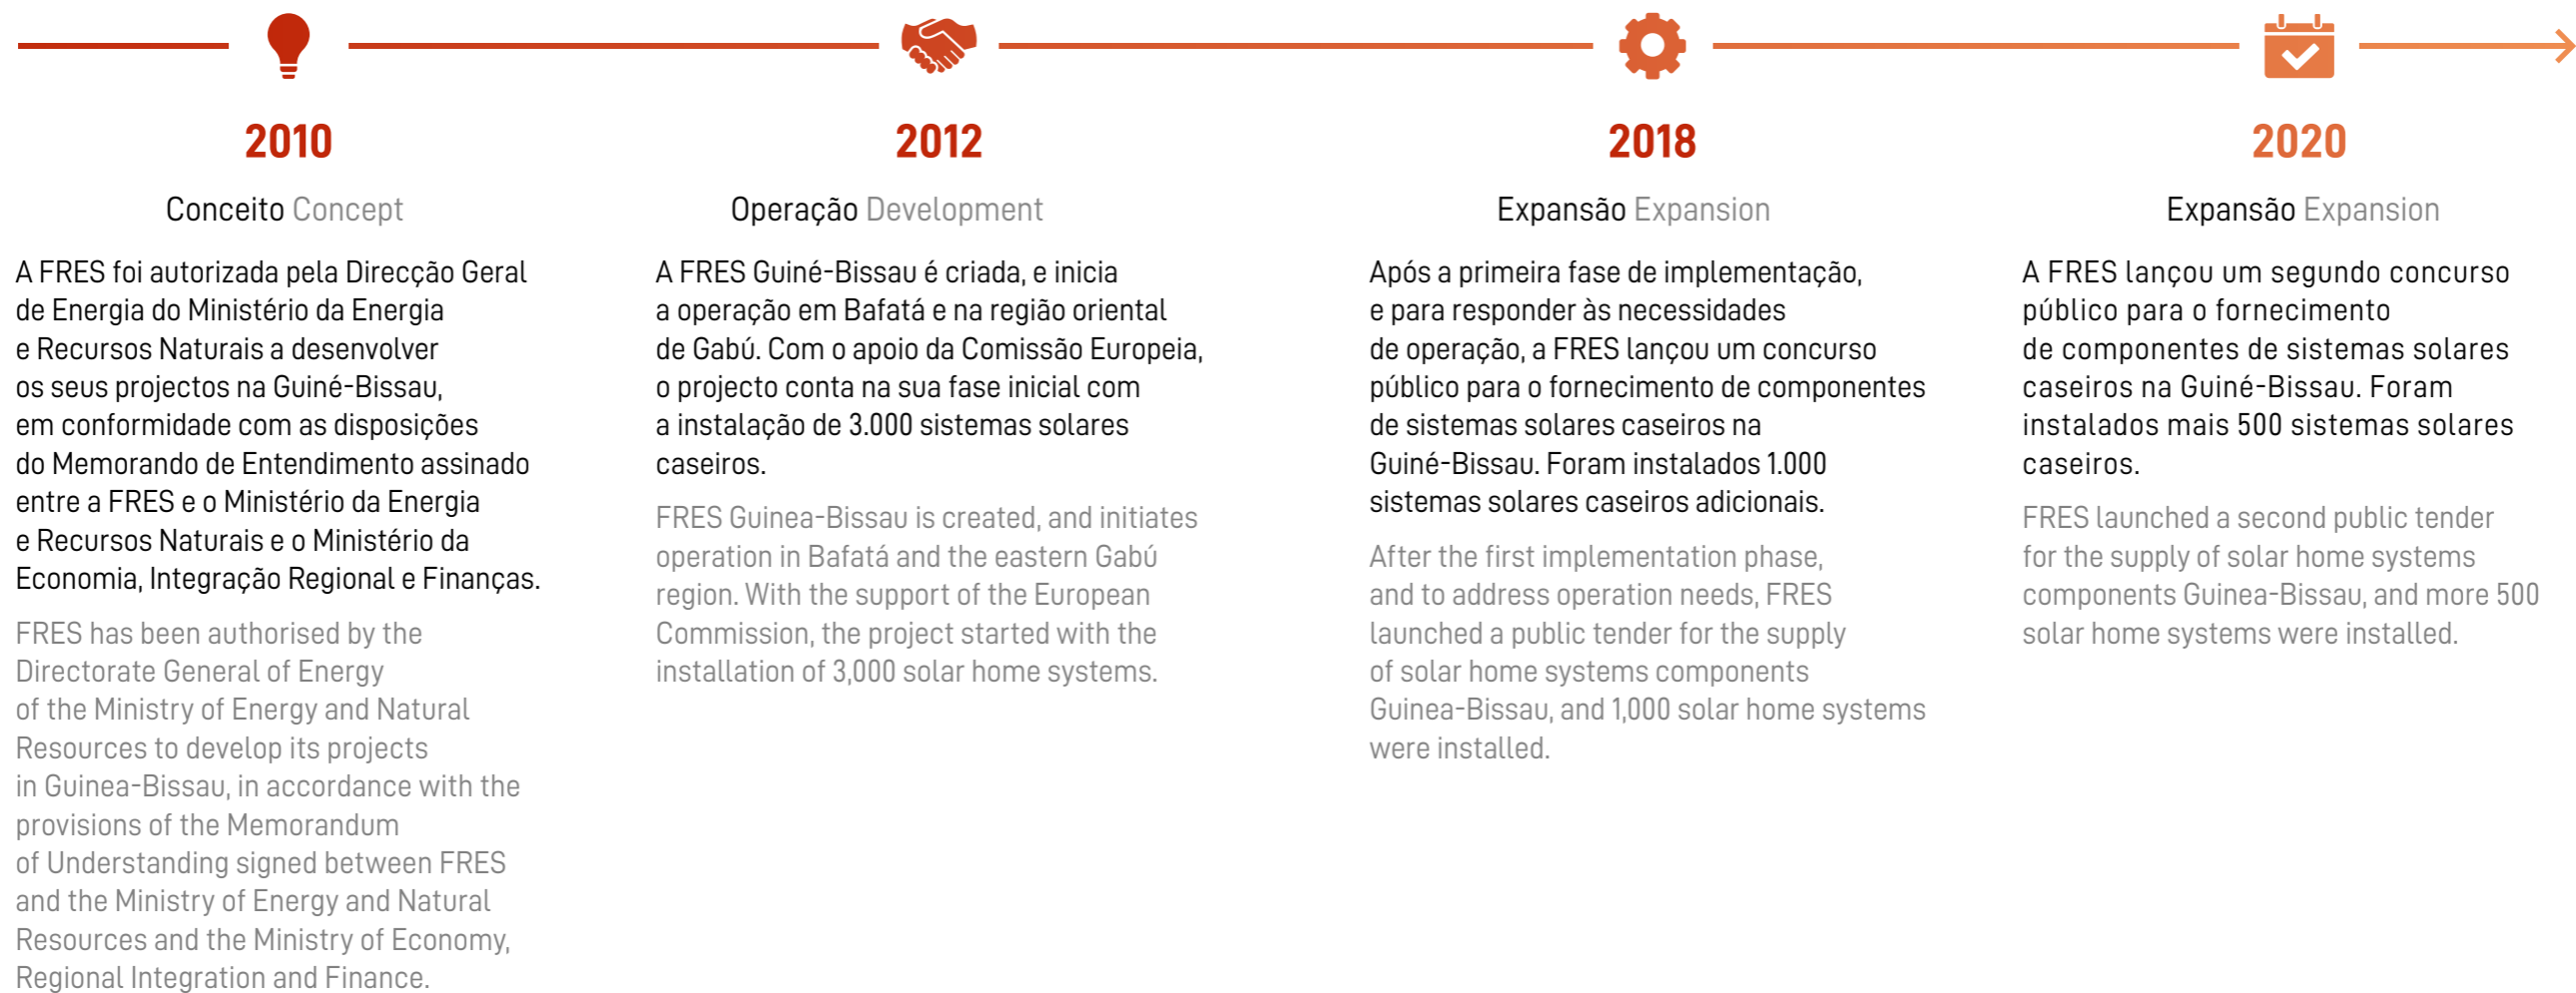 2010
Conceito Concept
A FRES foi autorizada pela Direcção Geral
de Energia do Ministério da Energia
e Recursos Naturais a desenvolver
os seus projectos na Guiné-Bissau,
em conformidade com as disposições
do Memorando de Entendimento assinado
entre a FRES e o Ministério da Energia
e Recursos Naturais e o Ministério da
Economia, Integração Regional e Finanças.
FRES has been authorised by the
Directorate General of Energy
of the Ministry of Energy and Natural
Resources to develop its projects
in Guinea-Bissau, in accordance with the
provisions of the Memorandum
of Understanding signed between FRES
and the Ministry of Energy and Natural
Resources and the Ministry of Economy,
Regional Integration and Finance.
2012
Operação Development
A FRES Guiné-Bissau é criada, e inicia
a operação em Bafatá e na região oriental
de Gabú. Com o apoio da Comissão Europeia,
o projecto conta na sua fase inicial com
a instalação de 3.000 sistemas solares
caseiros.
FRES Guinea-Bissau is created, and initiates
operation in Bafatá and the eastern Gabú
region. With the support of the European
Commission, the project started with the
installation of 3,000 solar home systems.
2018
Expansão Expansion
Após a primeira fase de implementação,
e para responder às necessidades
de operação, a FRES lançou um concurso
público para o fornecimento de componentes
de sistemas solares caseiros na
Guiné-Bissau. Foram instalados 1.000
sistemas solares caseiros adicionais.
After the first implementation phase,
and to address operation needs, FRES
launched a public tender for the supply
of solar home systems components
Guinea-Bissau, and 1,000 solar home systems
were installed.
2020
Expansão Expansion
A FRES lançou um segundo concurso
público para o fornecimento
de componentes de sistemas solares
caseiros na Guiné-Bissau. Foram
instalados mais 500 sistemas solares
caseiros.
FRES launched a second public tender
for the supply of solar home systems
components Guinea-Bissau, and more 500
solar home systems were installed.